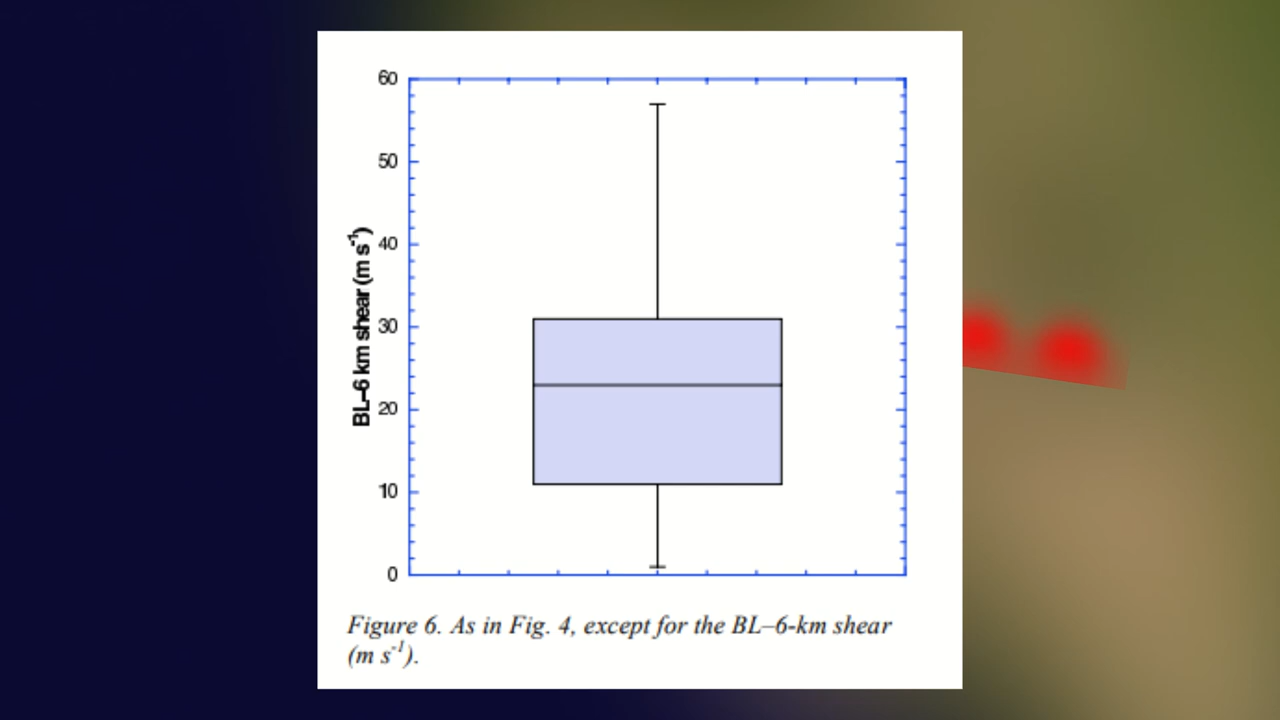 60
50
40
30
20
10
0
BL–6 km shear (m s-1)
Figure 6. As in Fig. 4, except for the BL–6-km shear
(m s-1).